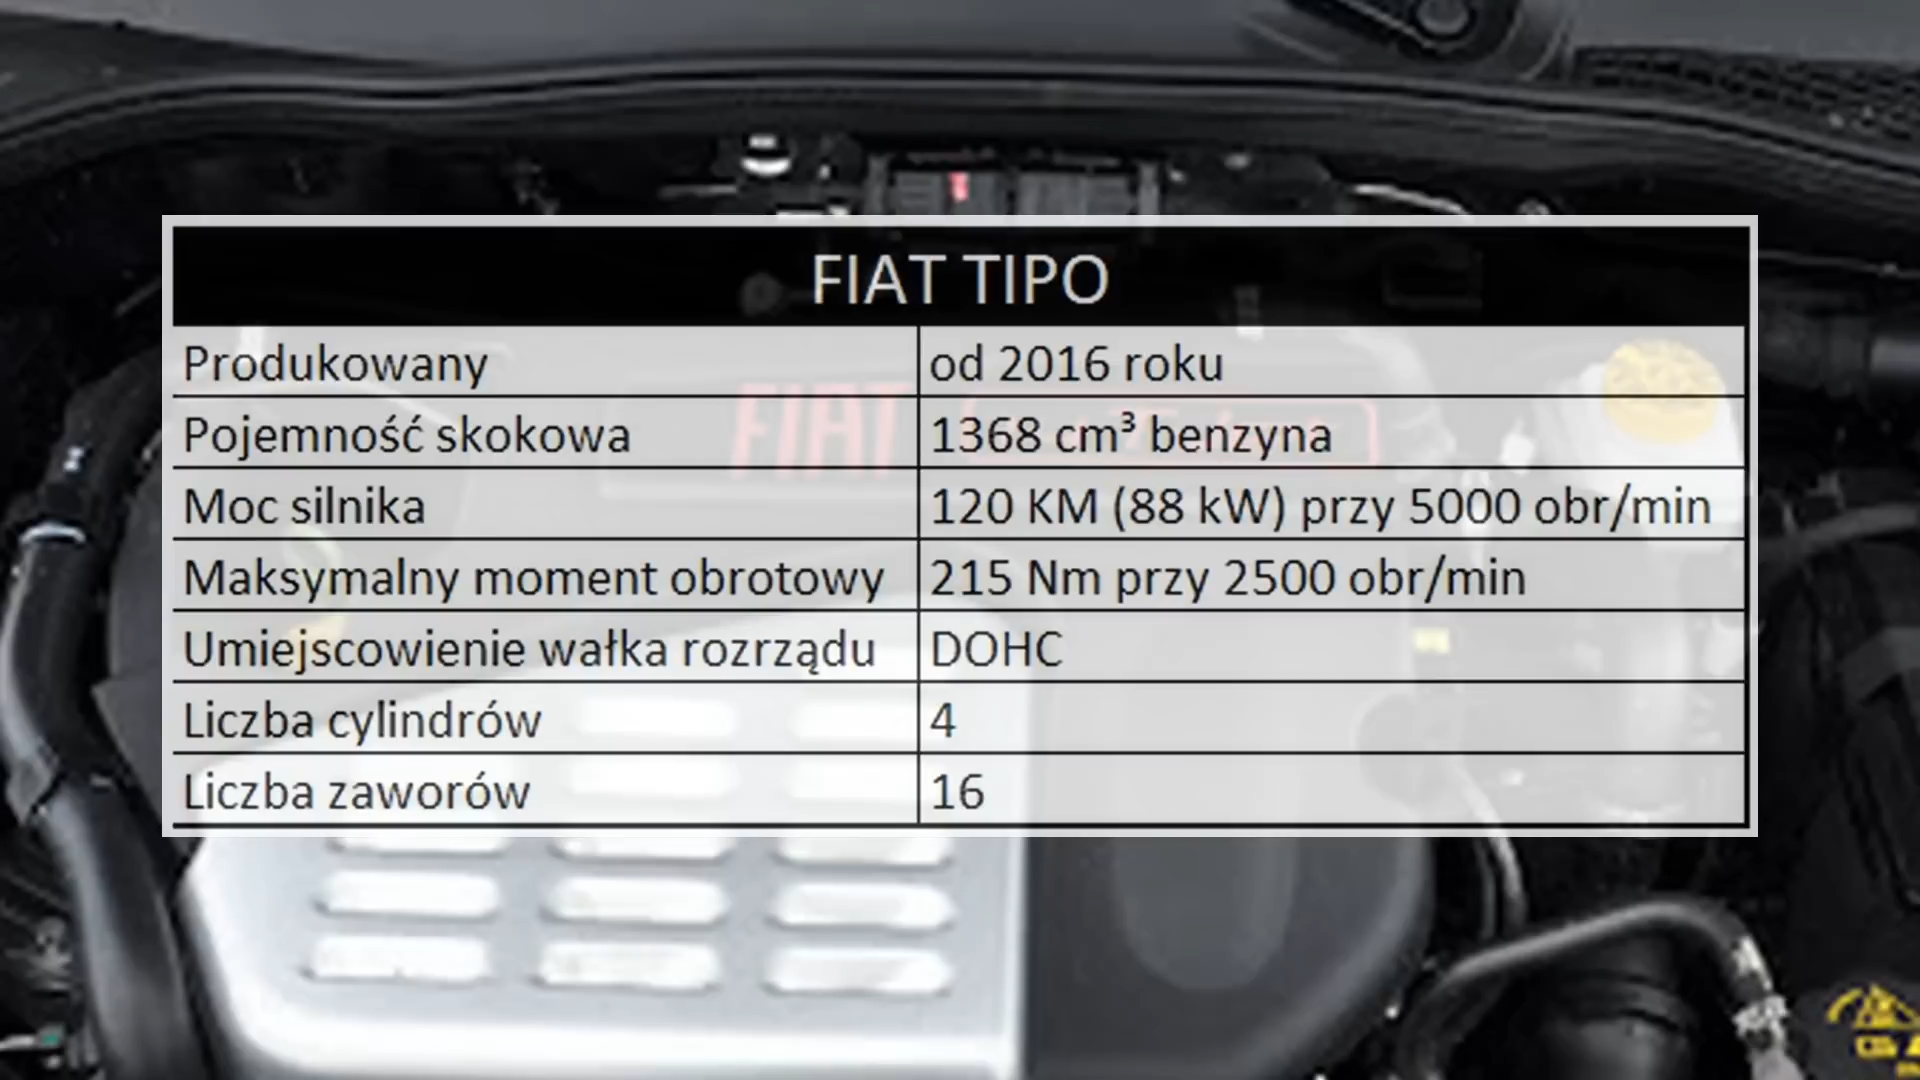 FIAT TIPO
Produkowany od 2016 roku
Pojemność skokowa 1368 cm³ benzyna
Moc silnika 120 KM (88 kW) przy 5000 obr/min
Maksymalny moment obrotowy 215 Nm przy 2500 obr/min
Umiejscowienie wałka rozrządu DOHC
Liczba cylindrów 4
Liczba zaworów 16
FIAT